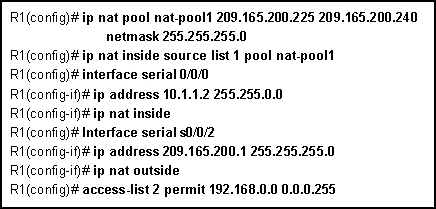 R1(config)# ip nat pool nat-pool1 209.165.200.225 209.165.200.240
netmask 255.255.255.0
R1(config)# ip nat inside source list 1 pool nat-pool1
R1(config)# interface serial 0/0/0
R1(config-if)# ip address 10.1.1.2 255.255.0.0
R1(config-if)# ip nat inside
R1(config)# Interface serial s0/0/2
R1(config-if)# ip address 209.165.200.1 255.255.255.0
R1(config-if)# ip nat outside
R1(config)# access-list 2 permit 192.168.0.0 0.0.0.255